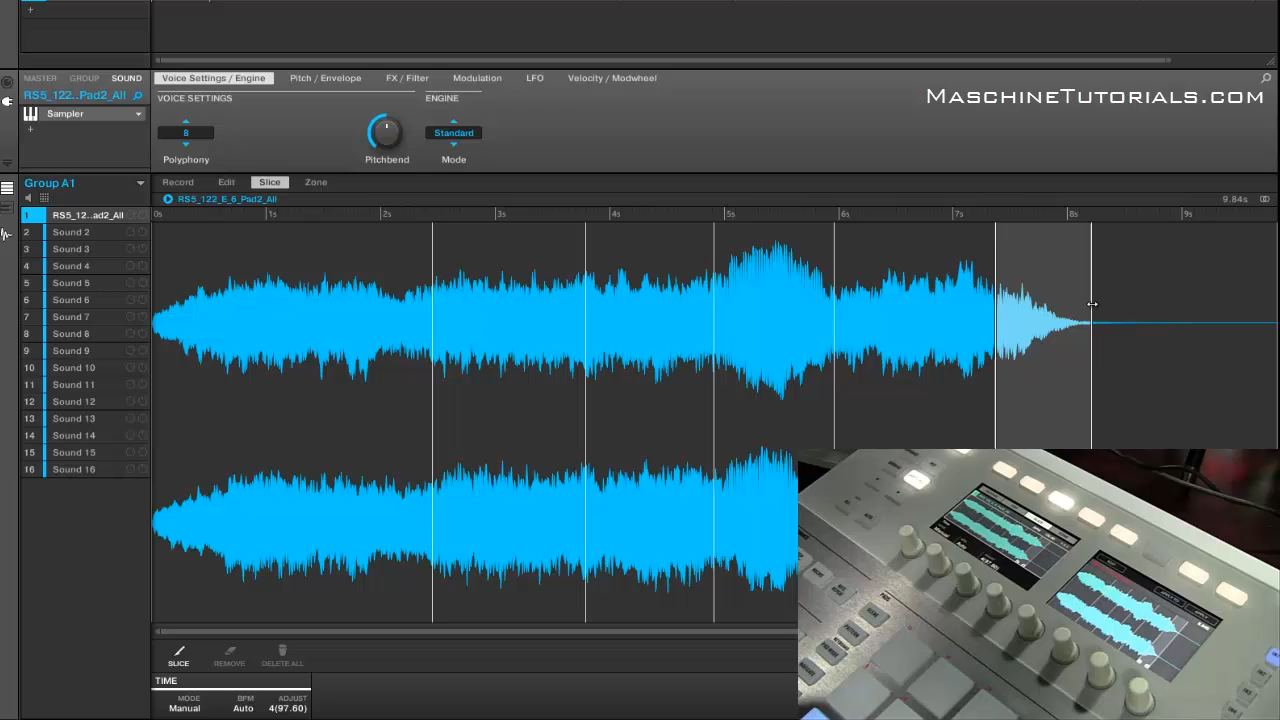 MASTER GROUP SOUND
Voice Settings / Engine Pitch / Envelope FX / Filter Modulation LFO Velocity / Modwheel
RS5_122..Pad2_All
VOICE SETTINGS ENGINE
MASCHINETUTORIALS.COM
Sampler
8 Standard
Polyphony Pitchbend Mode
Group A1
Record Edit Slice Zone
RS5_122_E_6_Pad2_All 9.84s
0s 1s 2s 3s 4s 5s 6s 7s 8s 9s
1 RS5_12..ad2_All
2 Sound 2
3 Sound 3
4 Sound 4
5 Sound 5
6 Sound 6
7 Sound 7
8 Sound 8
9 Sound 9
10 Sound 10
11 Sound 11
12 Sound 12
13 Sound 13
14 Sound 14
15 Sound 15
16 Sound 16
SLICE REMOVE DELETE ALL
TIME
MODE BPM ADJUST
Manual Auto 4(97.60)